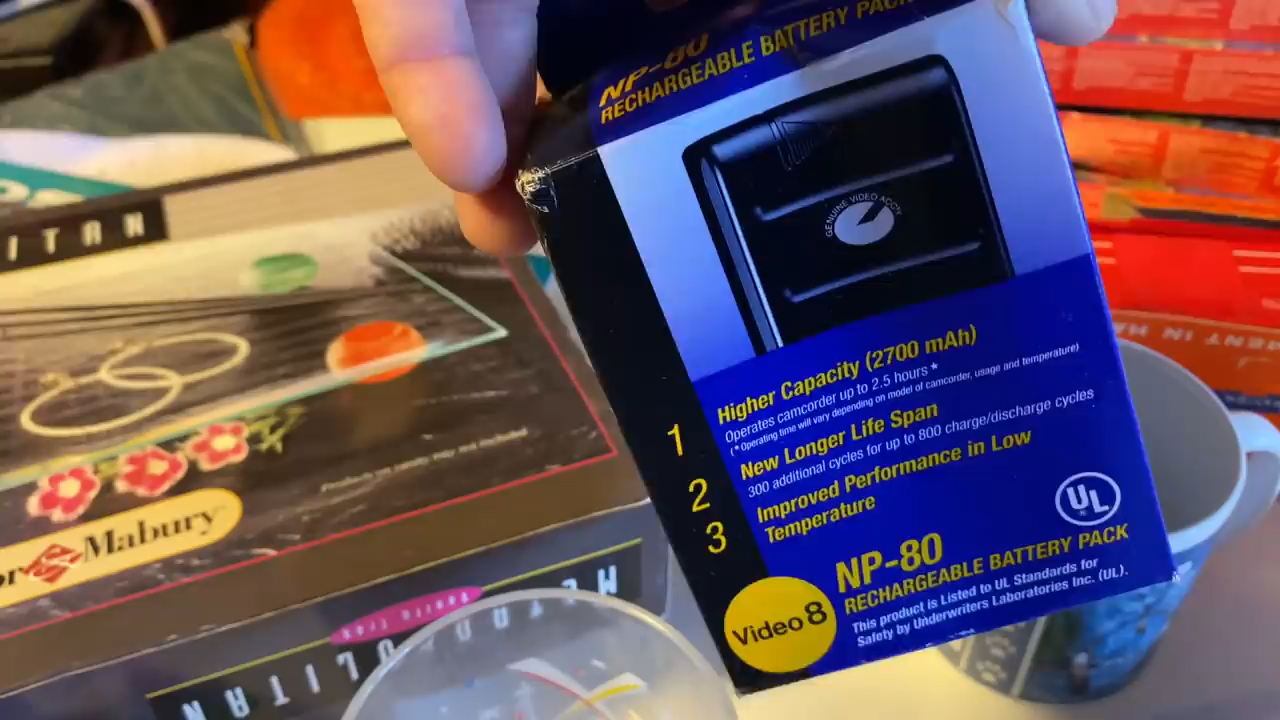 NP-80
RECHARGEABLE BATTERY PACK
GENUINE VIDEO ACC'Y
Higher Capacity (2700 mAh)
Operates camcorder up to 2.5 hours *
(* Operating time will vary depending on model of camcorder, usage and temperature)
1
New Longer Life Span
300 additional cycles for up to 800 charge/discharge cycles
2
Improved Performance in Low
Temperature
3
UL
NP-80
RECHARGEABLE BATTERY PACK
This product is Listed to UL Standards for
Safety by Underwriters Laboratories Inc. (UL).
Video 8
ITAN
Mabury
METROPOLITAN